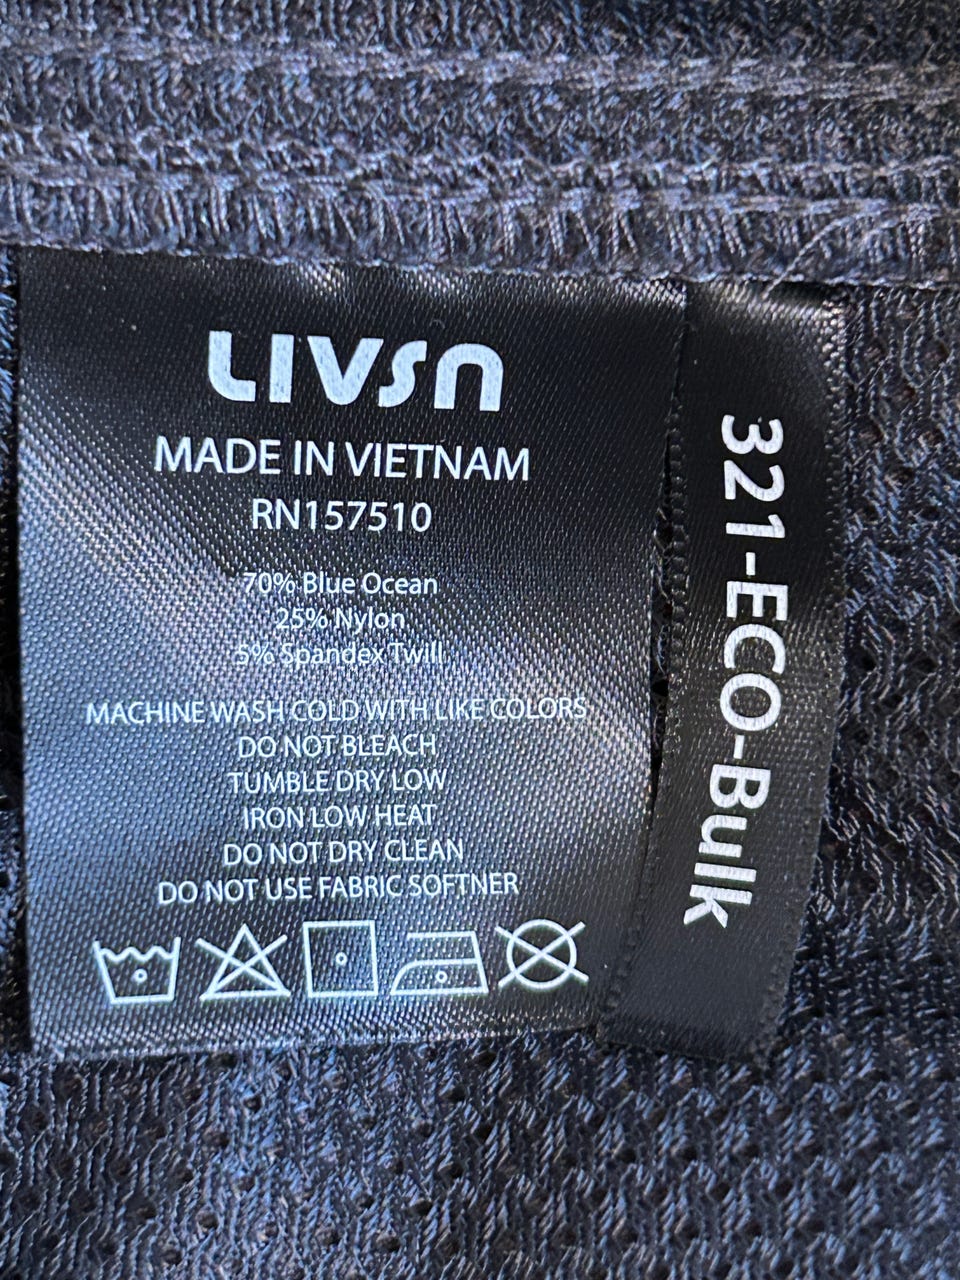 LIVSN
MADE IN VIETNAM
RN157510
70% Blue Ocean
25% Nylon
5% Spandex Twill
MACHINE WASH COLD WITH LIKE COLORS
DO NOT BLEACH
TUMBLE DRY LOW
IRON LOW HEAT
DO NOT DRY CLEAN
DO NOT USE FABRIC SOFTNER
321-ECO-Bulk